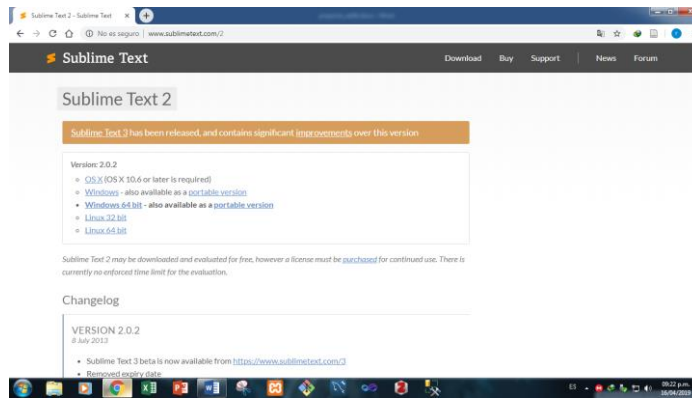 Sublime Text 2 - Sublime Text
No es seguro | www.sublimetext.com/2
Sublime Text
Download Buy Support News Forum
Sublime Text 2
Sublime Text 3 has been released, and contains significant improvements over this version
Version: 2.0.2
OS X (OS X 10.6 or later is required)
Windows - also available as a portable version
Windows 64 bit - also available as a portable version
Linux 32 bit
Linux 64 bit
Sublime Text 2 may be downloaded and evaluated for free, however a license must be purchased for continued use. There is
currently no enforced time limit for the evaluation.
Changelog
VERSION 2.0.2
8 July 2013
Sublime Text 3 beta is now available from https://www.sublimetext.com/3
Removed expiry date
ES
09:22 p.m.
16/04/2019